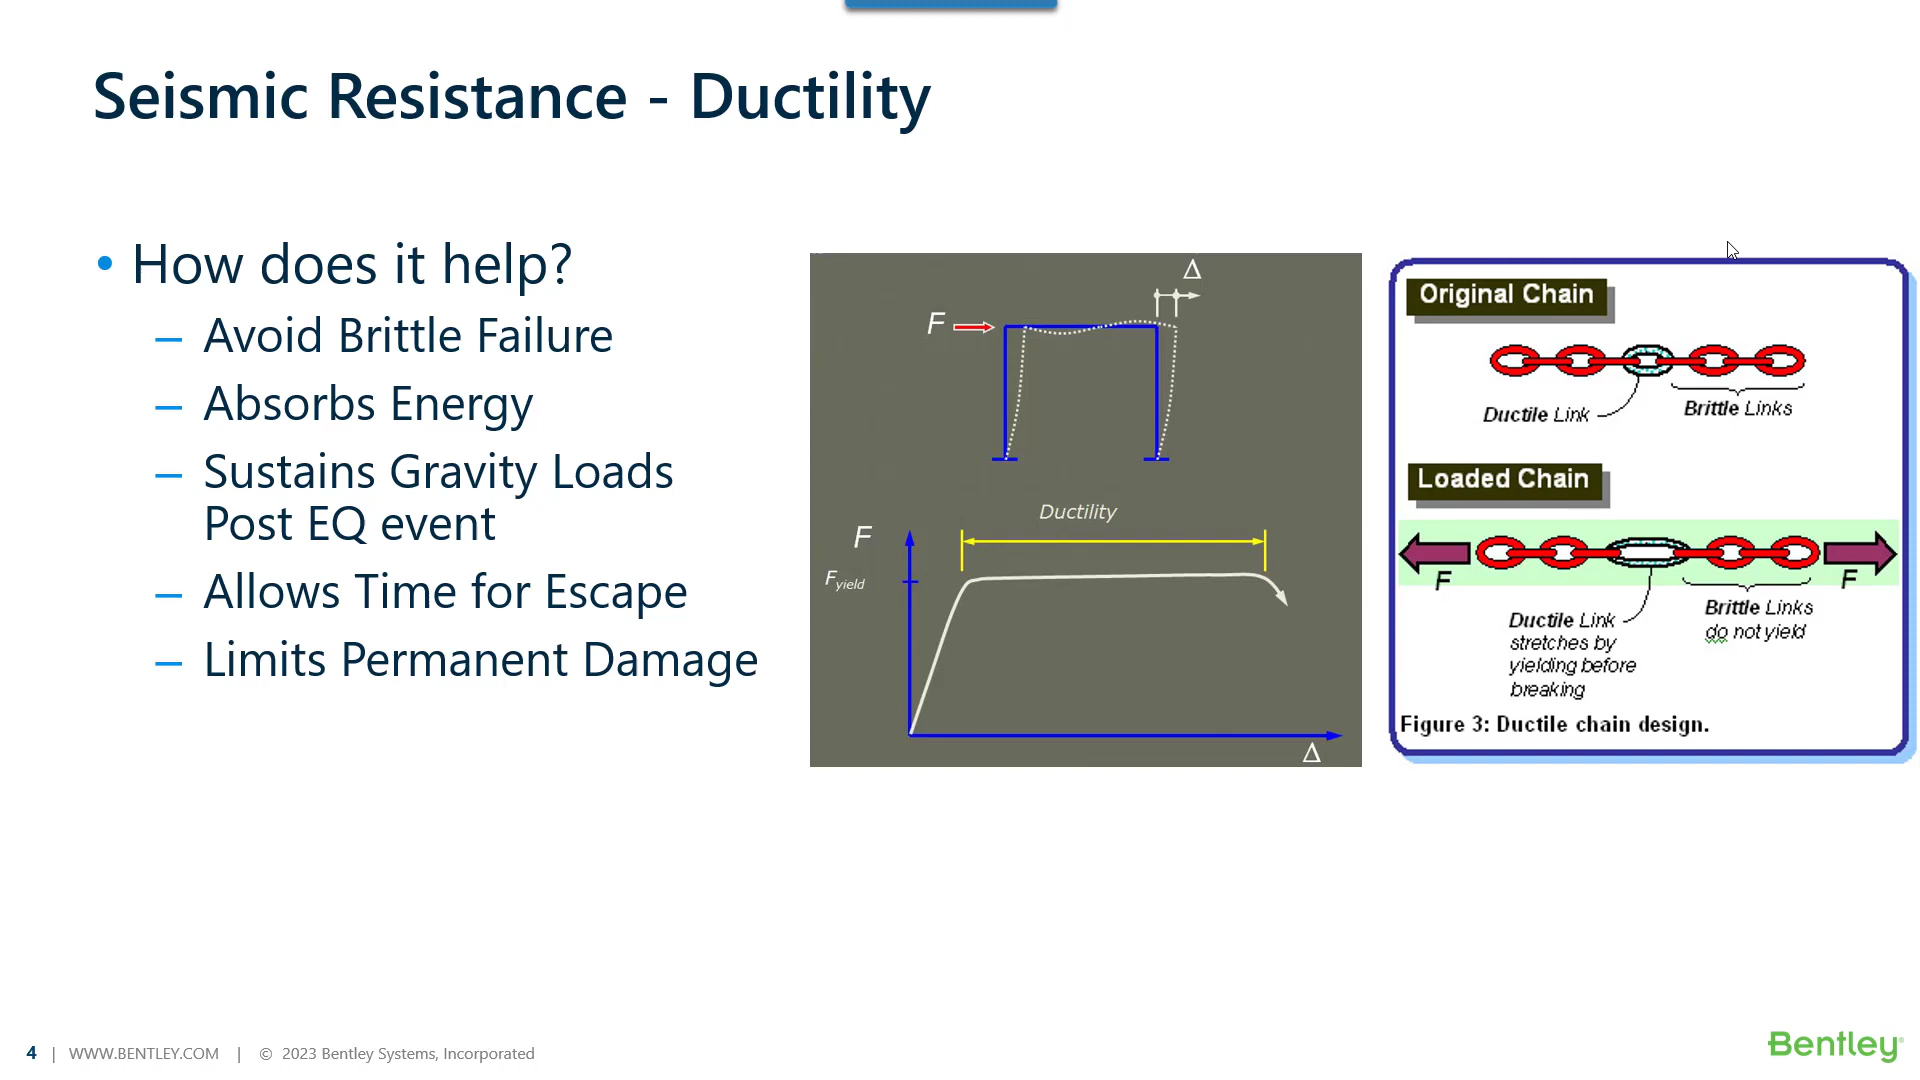 Seismic Resistance - Ductility
• How does it help?
– Avoid Brittle Failure
– Absorbs Energy
– Sustains Gravity Loads
Post EQ event
– Allows Time for Escape
– Limits Permanent Damage
Δ
F
Ductility
F
Fyield
Δ
Original Chain
Ductile Link
Brittle Links
Loaded Chain
F
F
Ductile Link
stretches by
yielding before
breaking
Brittle Links
do not yield
Figure 3: Ductile chain design.
4 | WWW.BENTLEY.COM | © 2023 Bentley Systems, Incorporated
Bentley®